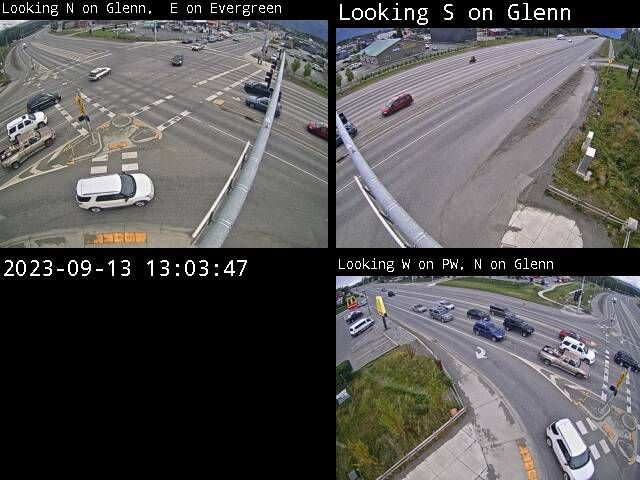 Looking N on Glenn,  E on Evergreen
Looking S on Glenn
2023-09-13 13:03:47
Looking W on PW, N on Glenn